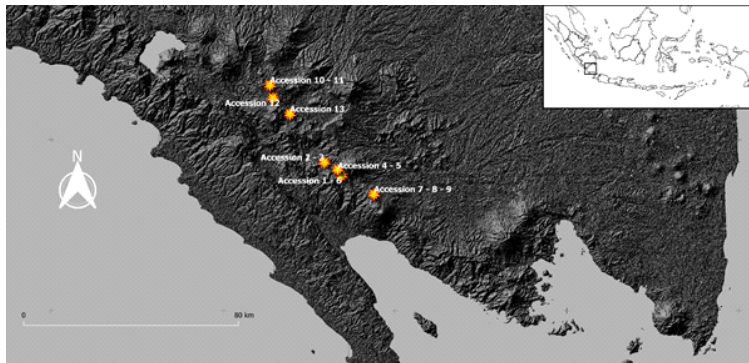 Accession 10 - 11
Accession 12
Accession 13
Accession 2 - 3
Accession 4 - 5
Accession 1 - 6
Accession 7 - 8 - 9
N
0
80 km